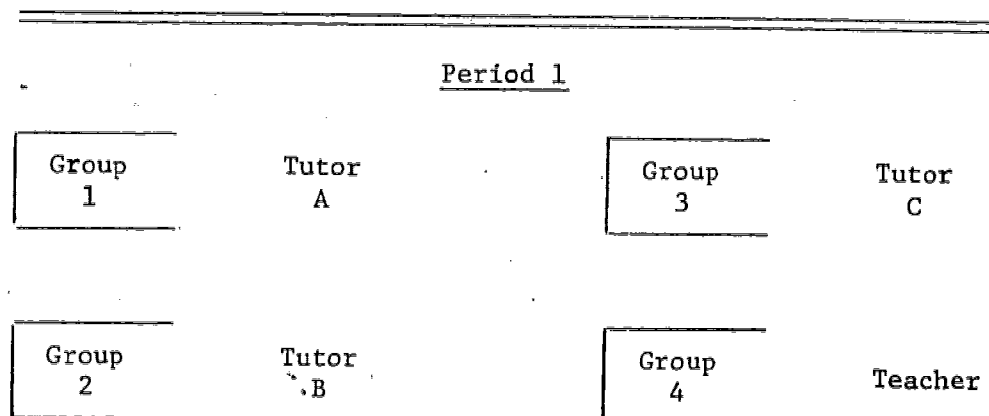 Period 1
Group Tutor Group Tutor
1 A 3 C
Group Tutor Group Teacher
2 B 4